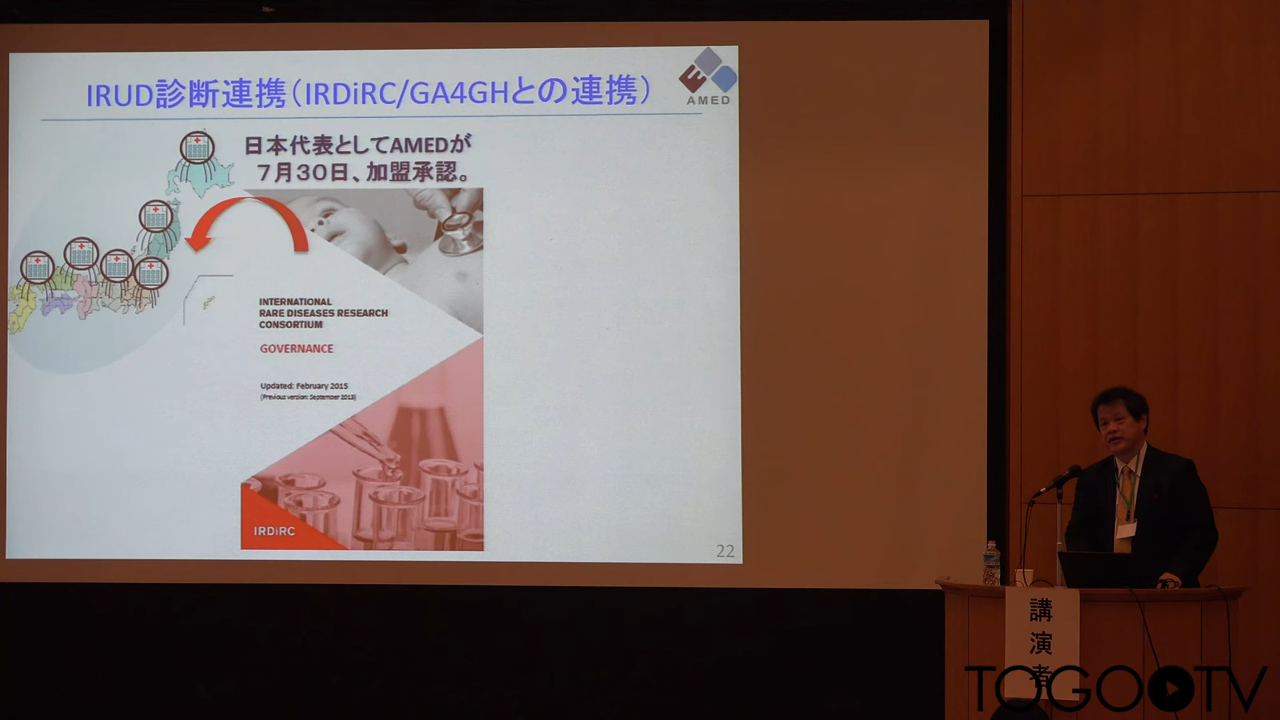 IRUD診断連携（IRDiRC/GA4GHとの連携）
AMED
日本代表としてAMEDが
７月３０日、加盟承認。
INTERNATIONAL
RARE DISEASES RESEARCH
CONSORTIUM
GOVERNANCE
Updated: February 2015
(Previous version: September 2013)
IRDiRC
22
講演者
TOGOTV